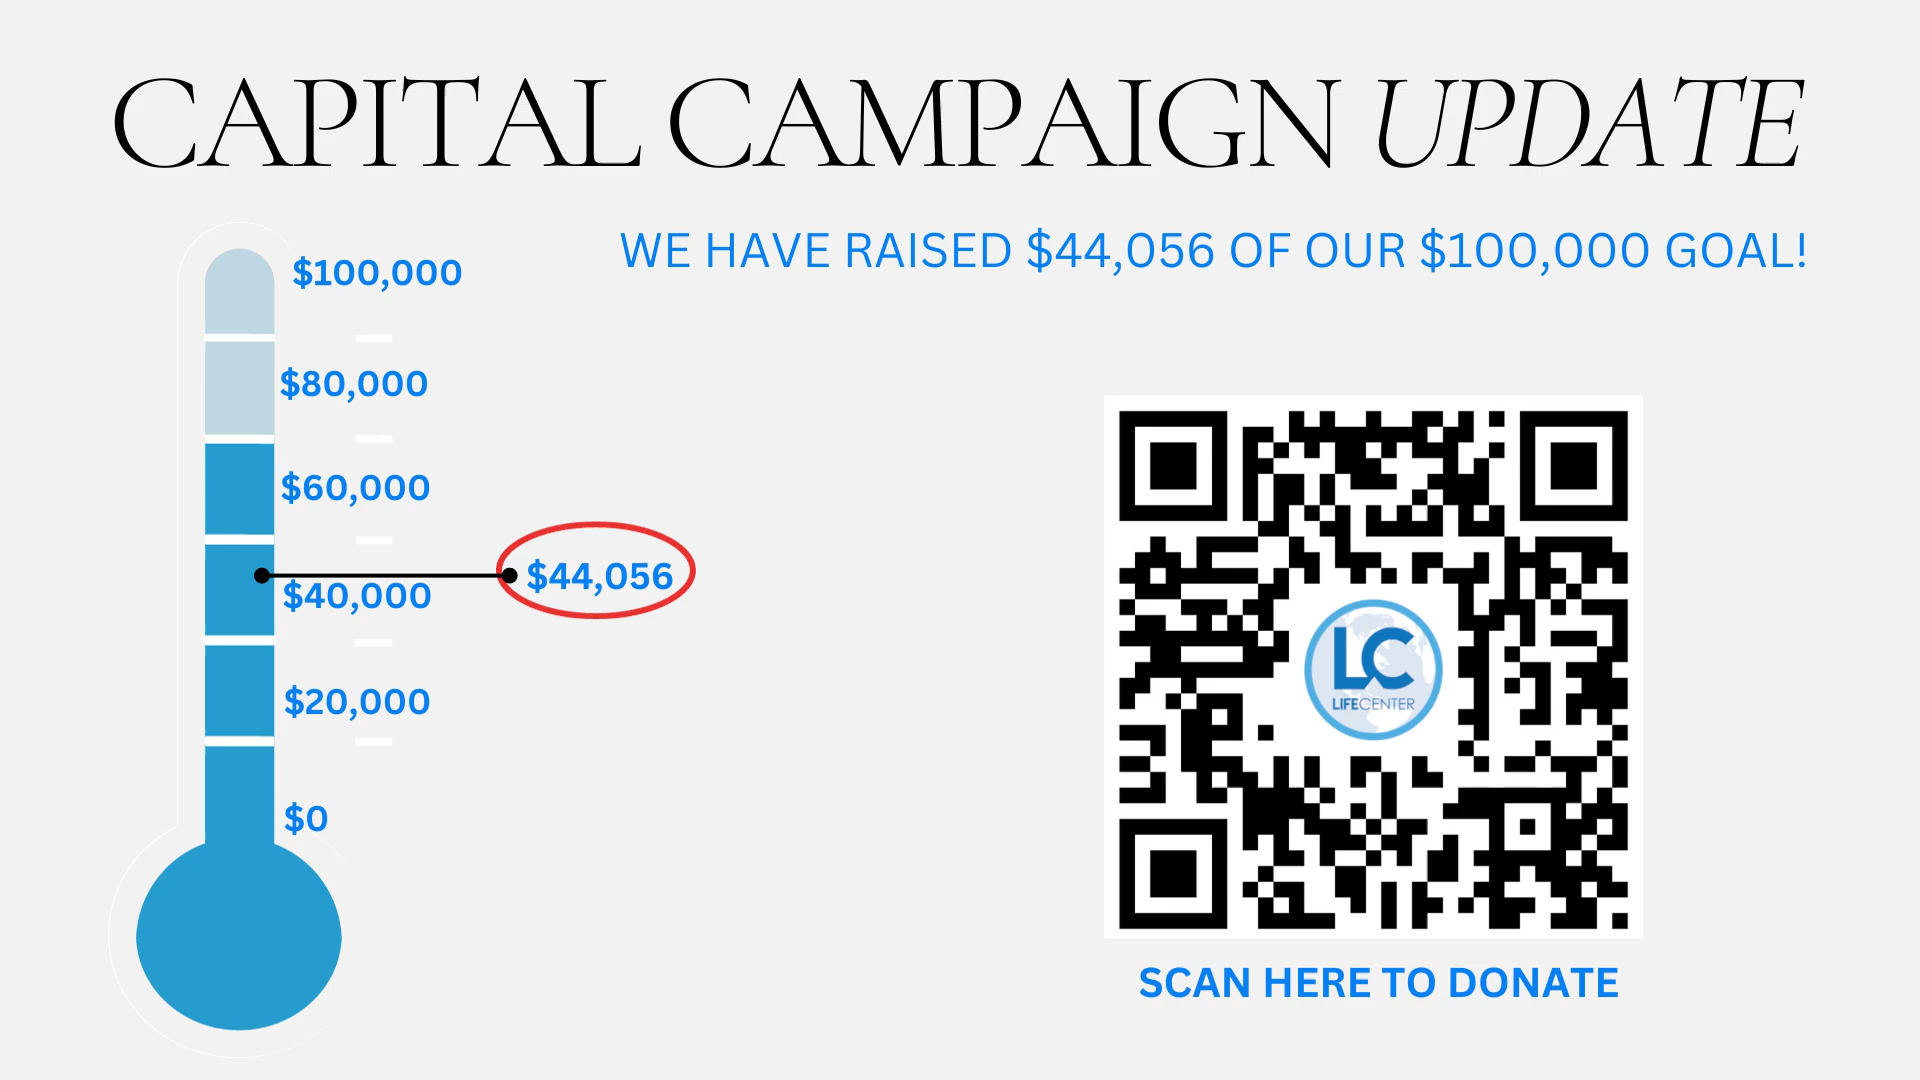 CAPITAL CAMPAIGN UPDATE
WE HAVE RAISED $44,056 OF OUR $100,000 GOAL!
$100,000
$80,000
$60,000
$44,056
$40,000
$20,000
$0
LC
LIFECENTER
SCAN HERE TO DONATE